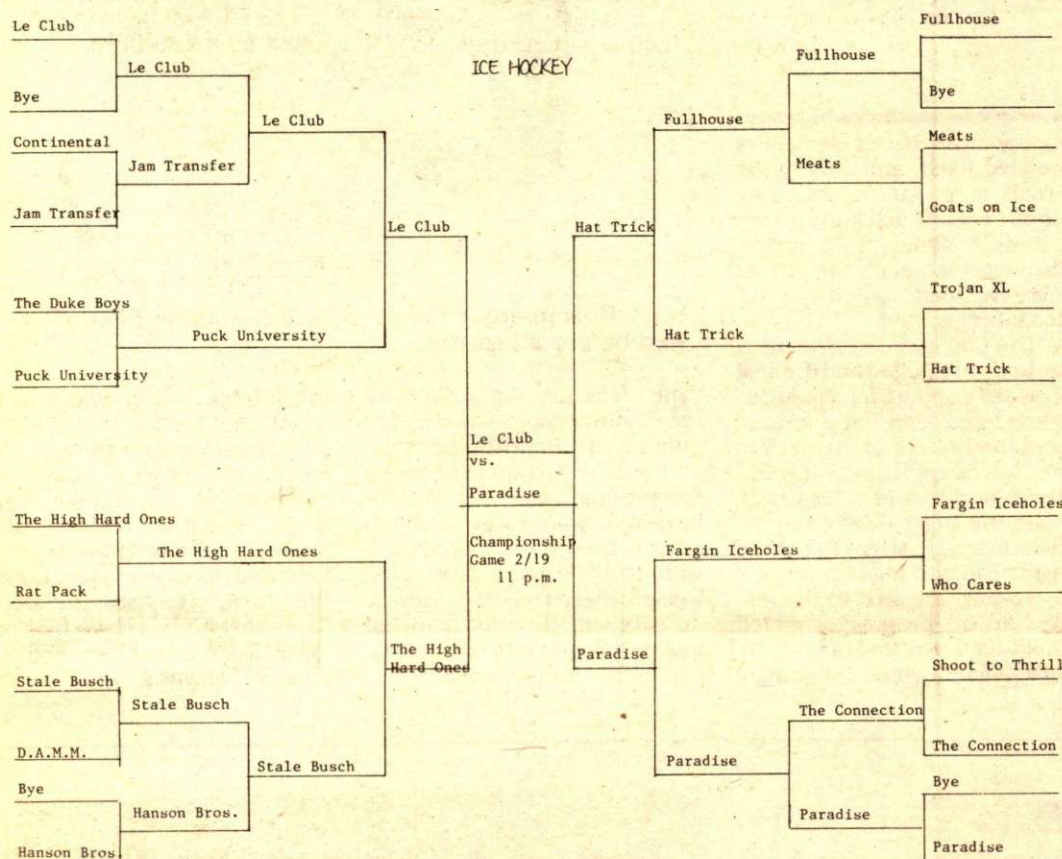 ICE HOCKEY
Le Club
Bye
Continental
Jam Transfer
The Duke Boys
Puck University
The High Hard Ones
Rat Pack
Stale Busch
D.A.M.M.
Bye
Hanson Bros.
Le Club
Jam Transfer
Puck University
The High Hard Ones
Stale Busch
Hanson Bros.
Le Club
Stale Busch
Le Club
The High
Hard Ones
Le Club
vs.
Paradise
Championship
Game 2/19
11 p.m.
Hat Trick
Paradise
Fullhouse
Hat Trick
Fargin Iceholes
Paradise
Fullhouse
Meats
The Connection
Paradise
Fullhouse
Bye
Meats
Goats on Ice
Trojan XL
Hat Trick
Fargin Iceholes
Who Cares
Shoot to Thrill
The Connection
Bye
Paradise